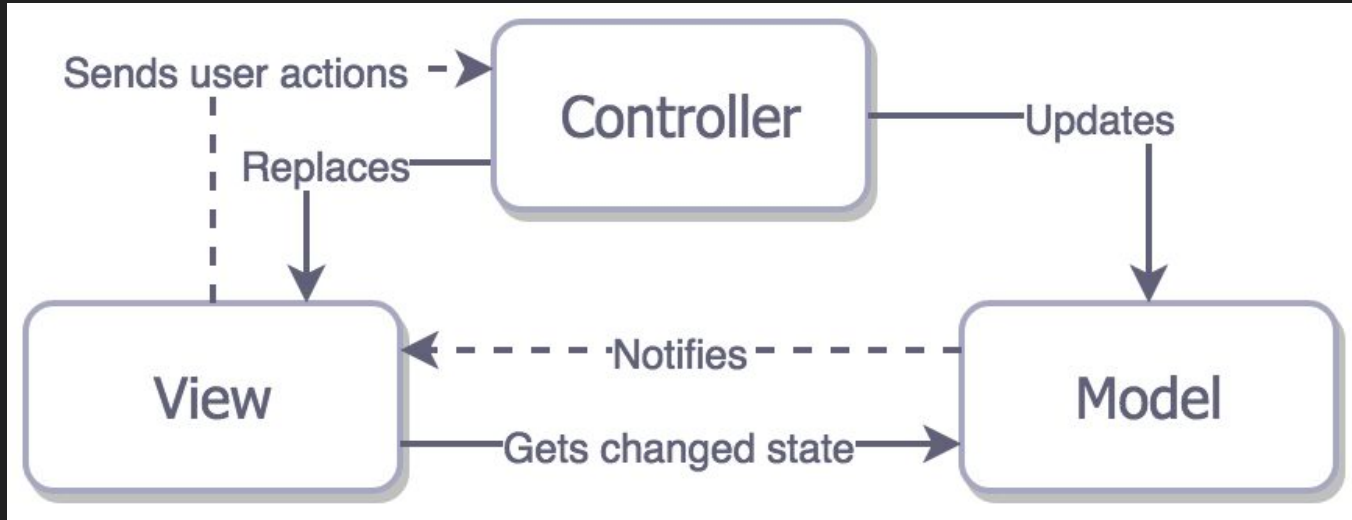 Sends user actions
Controller
Updates
Replaces
Notifies
View
Model
Gets changed state